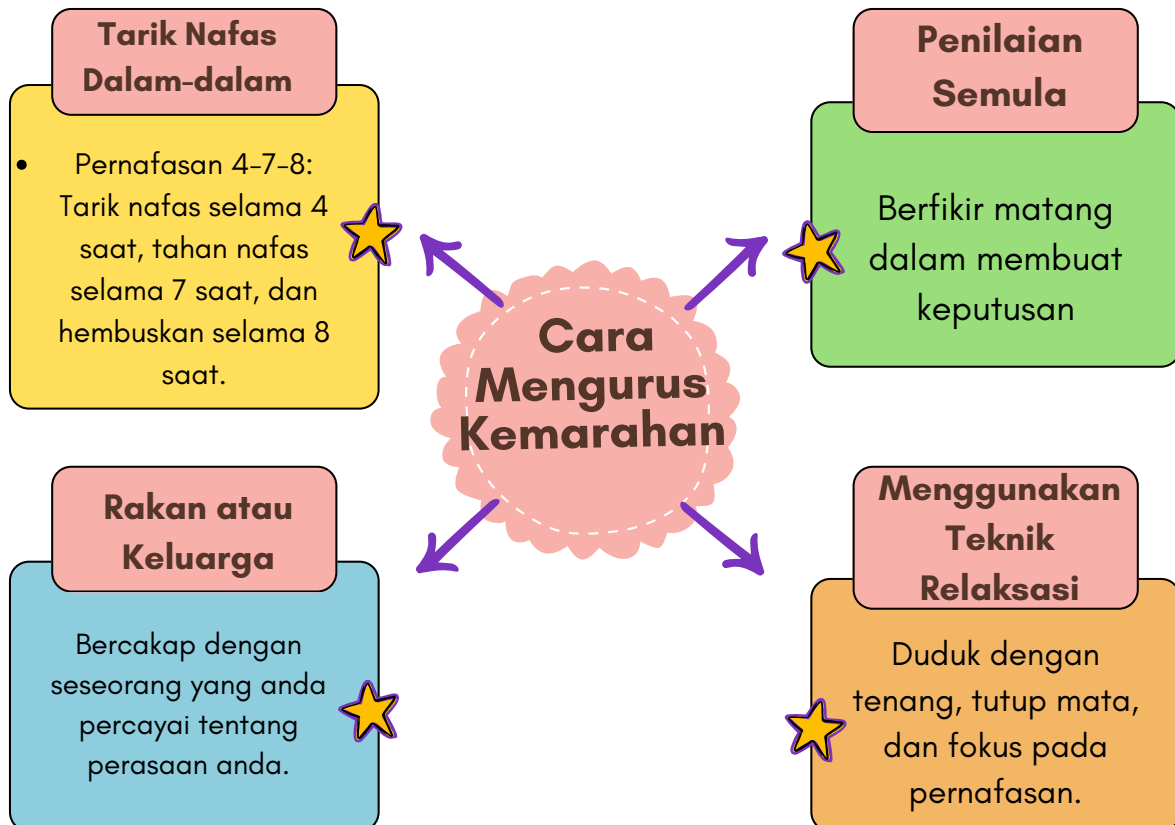 Tarik Nafas
Dalam-dalam
• Pernafasan 4-7-8:
Tarik nafas selama 4
saat, tahan nafas
selama 7 saat, dan
hembuskan selama 8
saat.
Penilaian
Semula
Berfikir matang
dalam membuat
keputusan
Cara
Mengurus
Kemarahan
Rakan atau
Keluarga
Bercakap dengan
seseorang yang anda
percayai tentang
perasaan anda.
Menggunakan
Teknik
Relaksasi
Duduk dengan
tenang, tutup mata,
dan fokus pada
pernafasan.